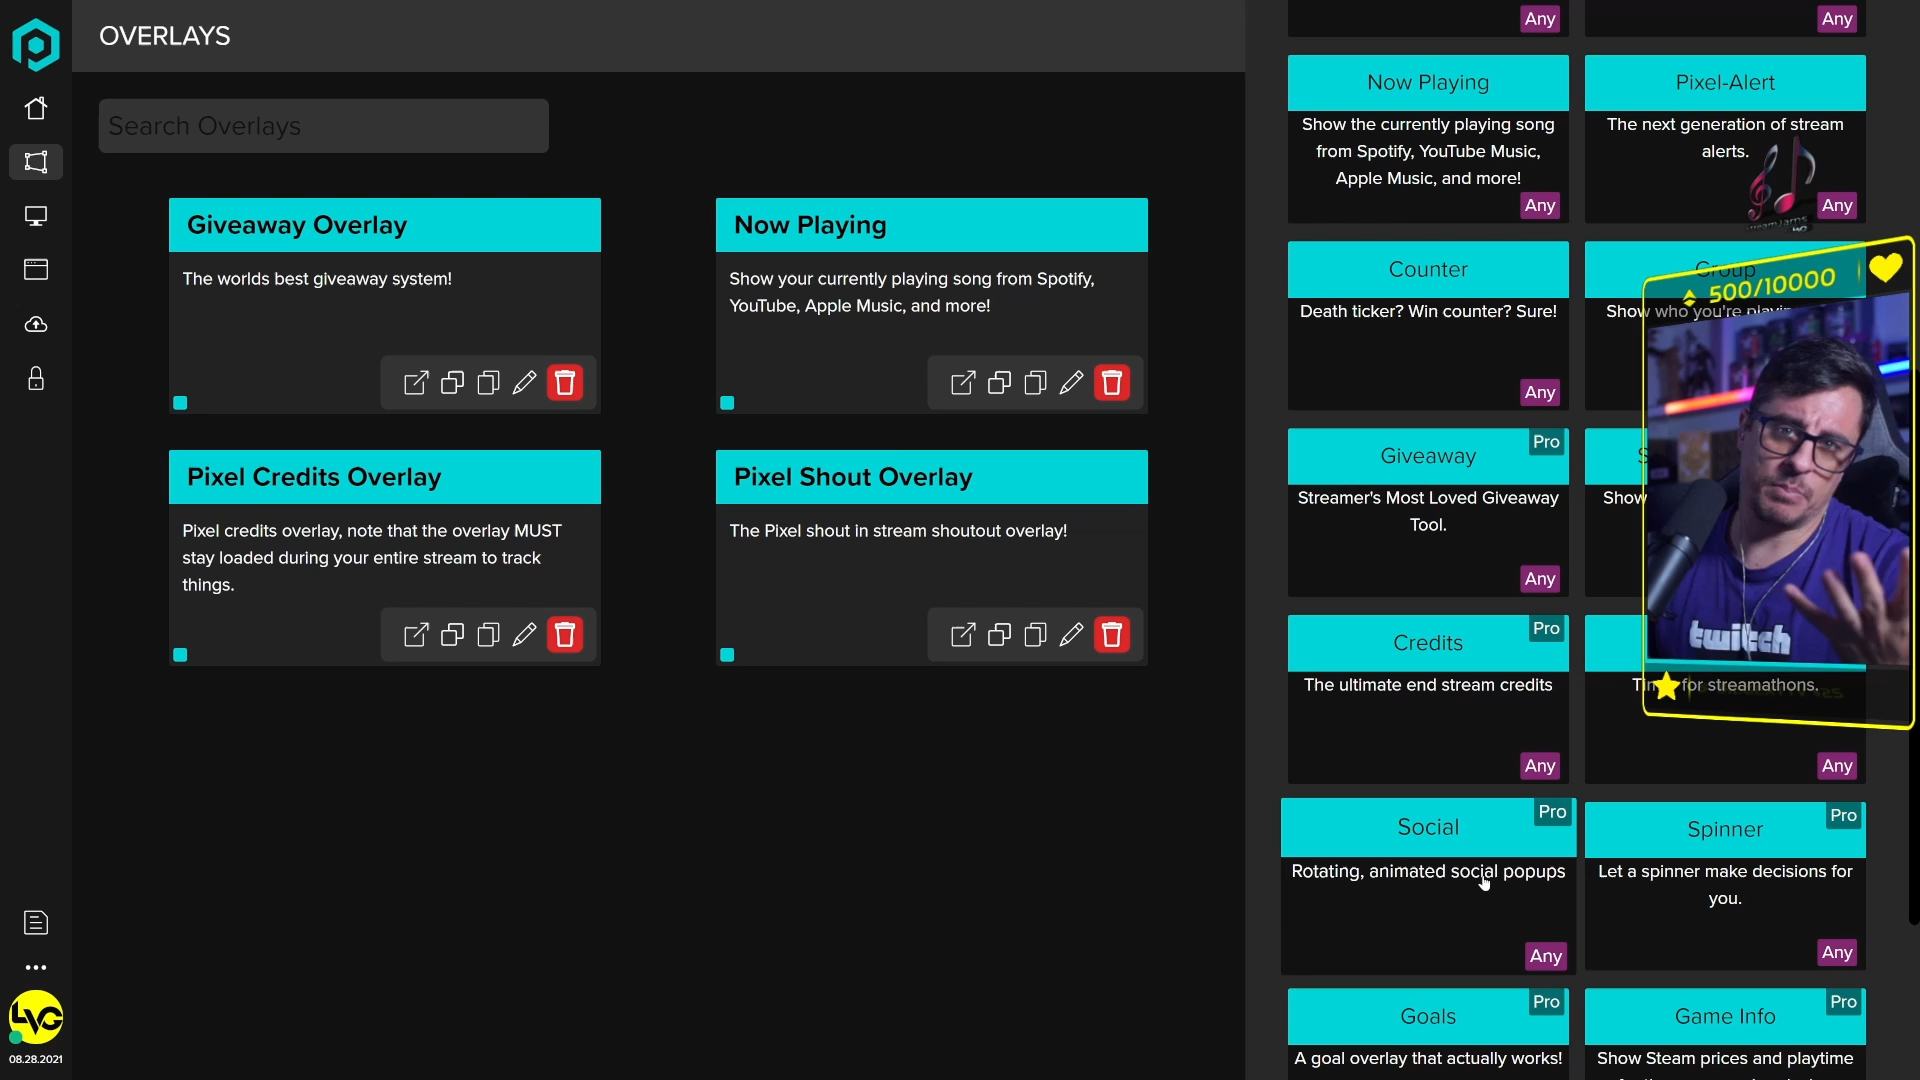 OVERLAYS
Search Overlays
Giveaway Overlay
The worlds best giveaway system!
Now Playing
Show your currently playing song from Spotify,
YouTube, Apple Music, and more!
Pixel Credits Overlay
Pixel credits overlay, note that the overlay MUST
stay loaded during your entire stream to track
things.
Pixel Shout Overlay
The Pixel shout in stream shoutout overlay!
LVG
08.28.2021
Any
Any
Now Playing
Show the currently playing song
from Spotify, YouTube Music,
Apple Music, and more!
Any
Pixel-Alert
The next generation of stream
alerts.
Any
Counter
Death ticker? Win counter? Sure!
Any
Group
Show who you're
500/10000
Giveaway
Pro
Streamer's Most Loved Giveaway
Tool.
Any
Show
twitch
Credits
Pro
The ultimate end stream credits
Any
for streamathons.
Any
Social
Pro
Rotating, animated social popups
Any
Spinner
Pro
Let a spinner make decisions for
you.
Any
Goals
Pro
A goal overlay that actually works!
Game Info
Pro
Show Steam prices and playtime